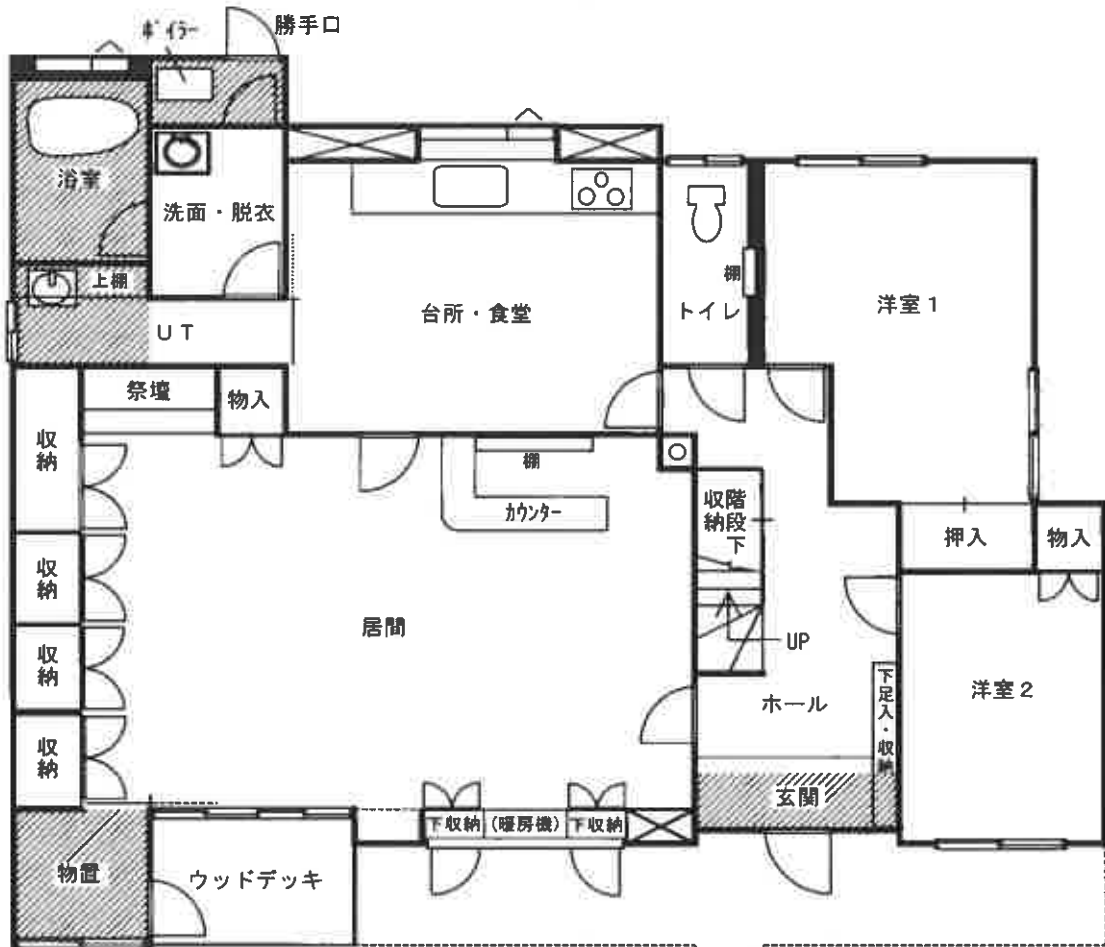 ボイラー
勝手口
浴室
洗面・脱衣
上棚
UT
台所・食堂
トイレ
棚
洋室1
祭壇
物入
収納
棚
カウンター
収納
階段下
押入
物入
収納
居間
UP
収納
ホール
下足入・収納
洋室2
収納
玄関
下収納
(暖房機)
下収納
物置
ウッドデッキ